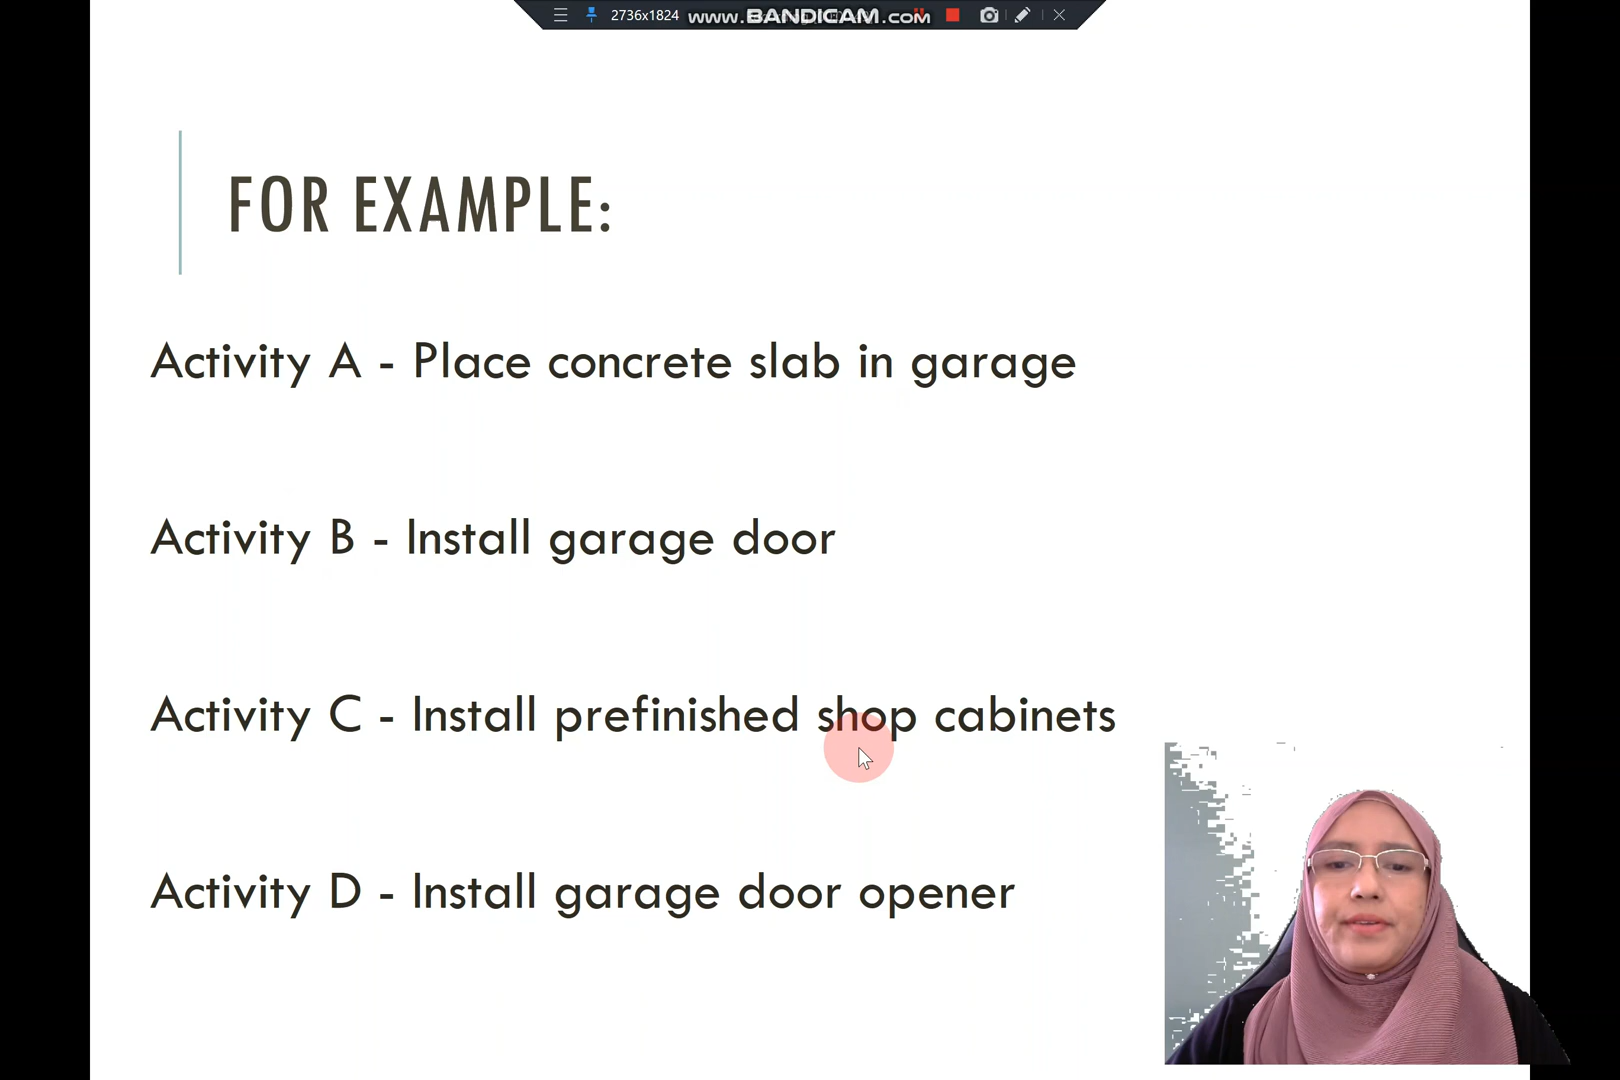 2736x1824
www.BANDICAM.com
FOR EXAMPLE:
Activity A - Place concrete slab in garage
Activity B - Install garage door
Activity C - Install prefinished shop cabinets
Activity D - Install garage door opener